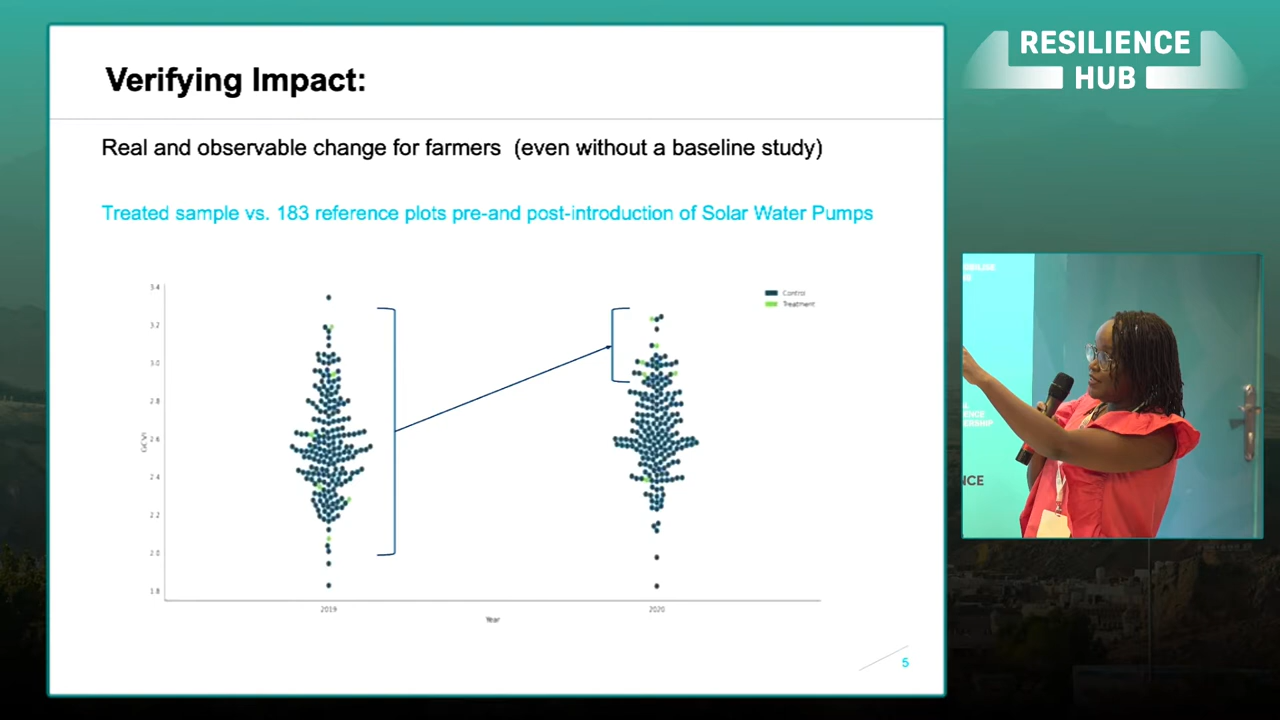 RESILIENCE
HUB
Verifying Impact:
Real and observable change for farmers (even without a baseline study)
Treated sample vs. 183 reference plots pre-and post-introduction of Solar Water Pumps
3.4
3.2
3.0
2.8
2.6
2.4
2.2
2.0
1.8
GCVI
Control
Treatment
2019
2020
Year
5